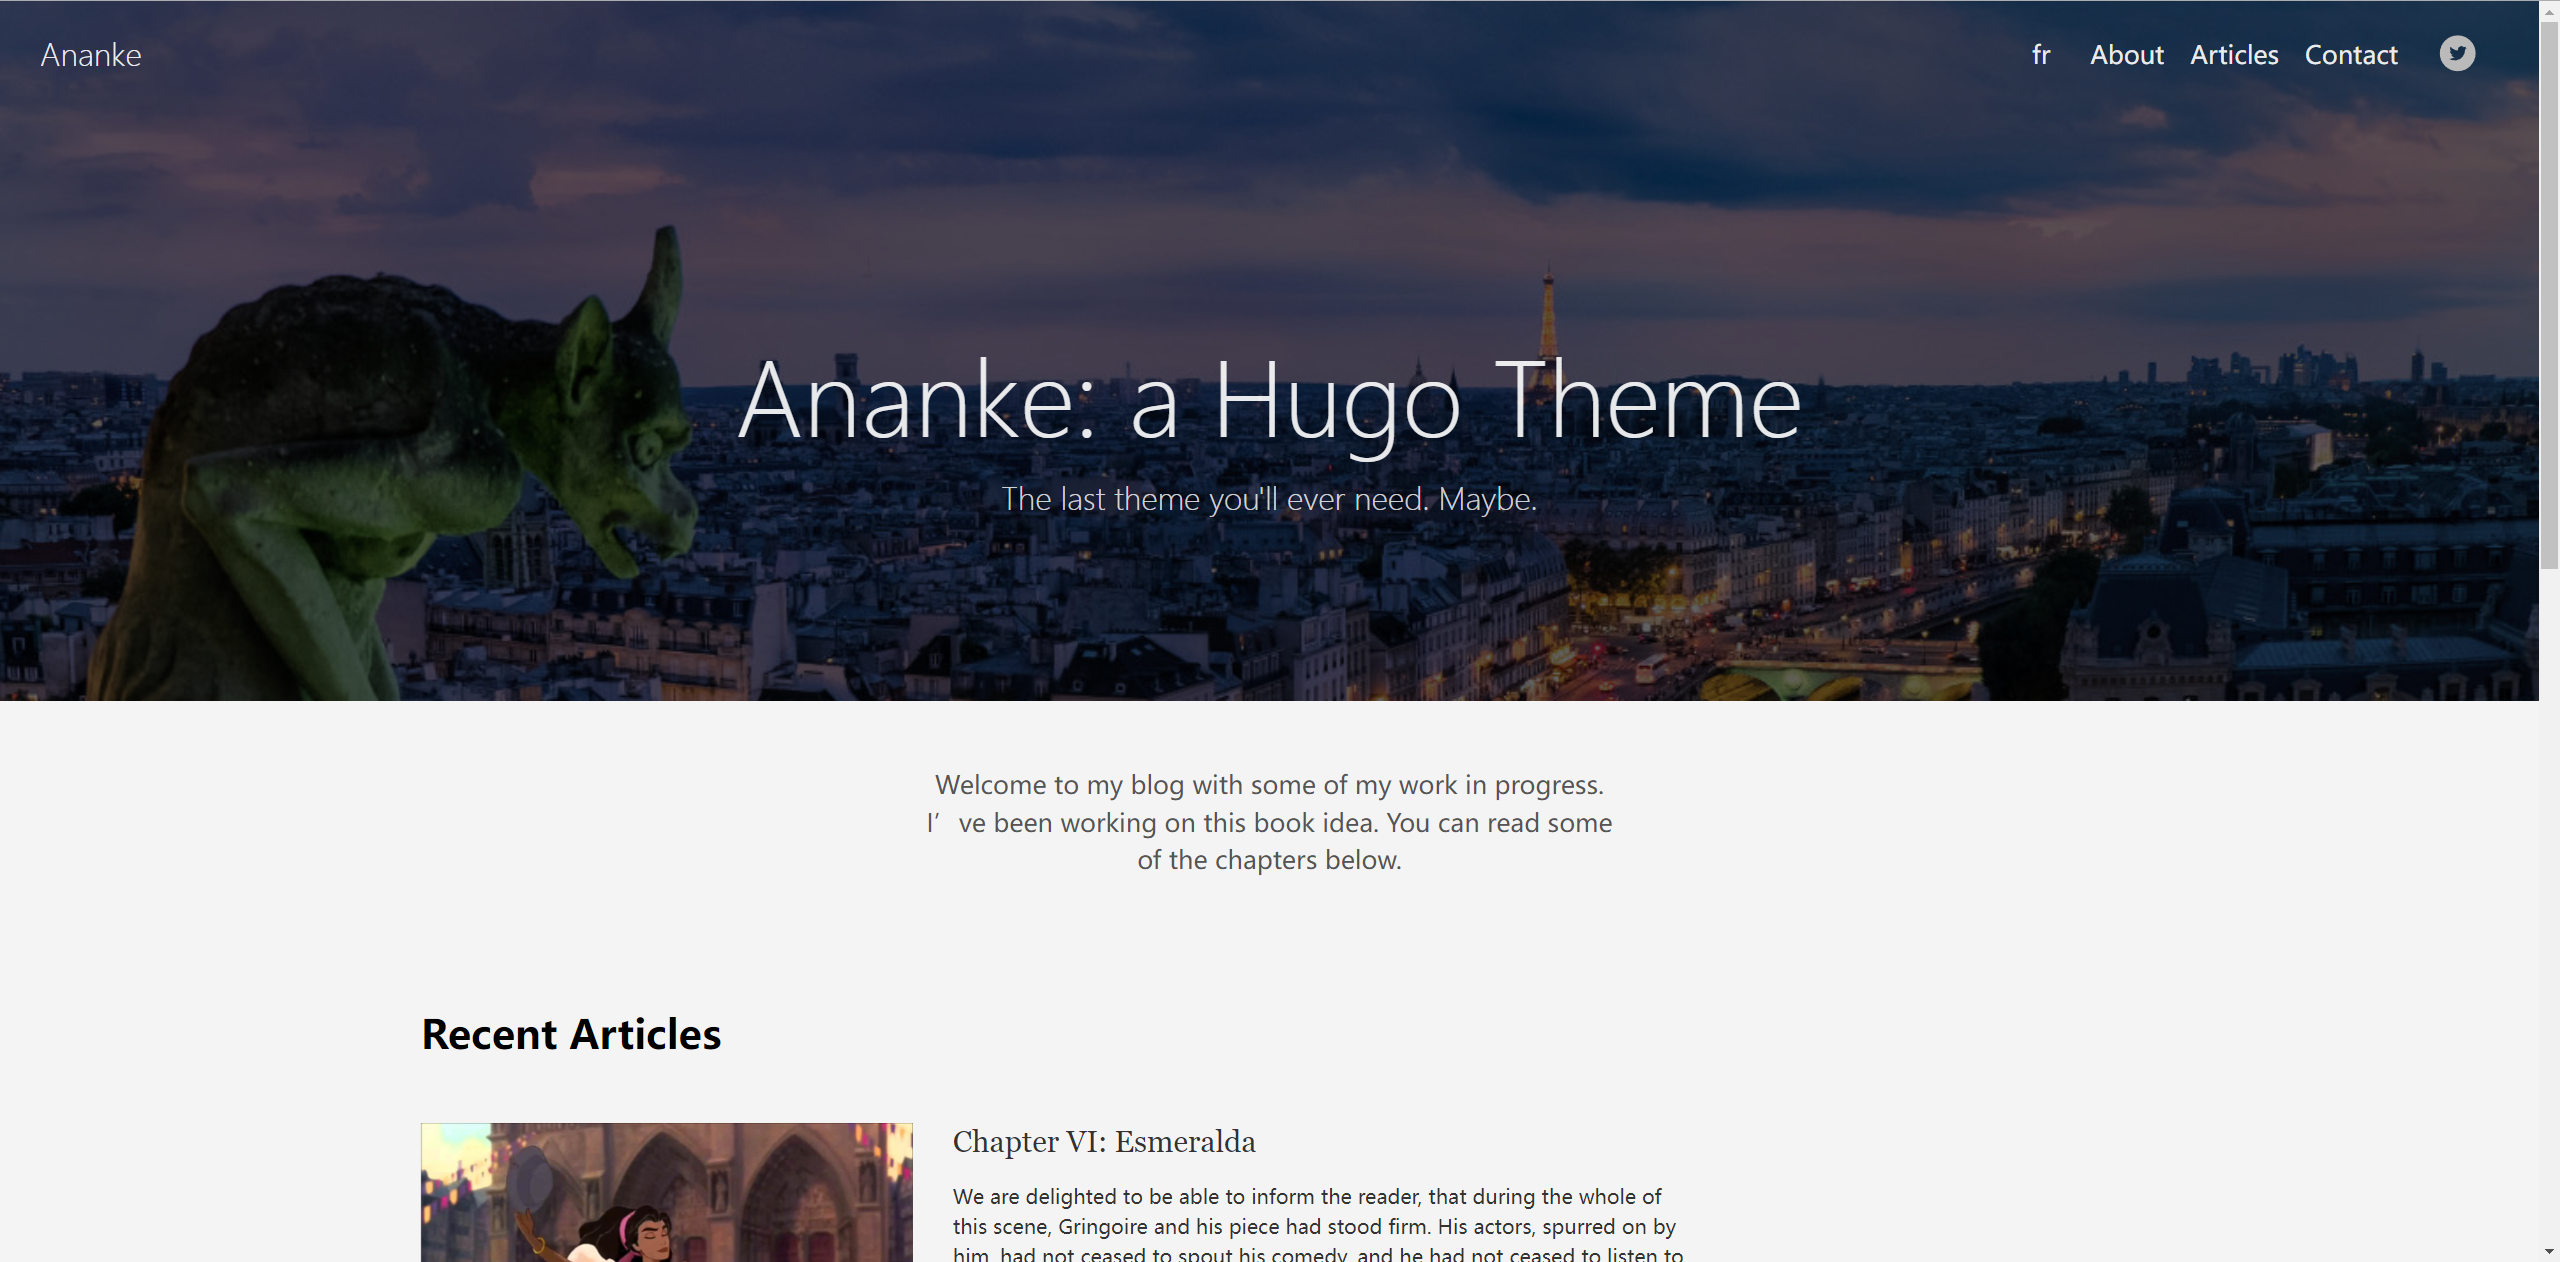 Ananke
fr About Articles Contact
Ananke: a Hugo Theme
The last theme you'll ever need. Maybe.
Welcome to my blog with some of my work in progress.
I’ve been working on this book idea. You can read some
of the chapters below.
Recent Articles
Chapter VI: Esmeralda
We are delighted to be able to inform the reader, that during the whole of
this scene, Gringoire and his piece had stood firm. His actors, spurred on by
him, had not ceased to spout his comedy, and he had not ceased to listen to